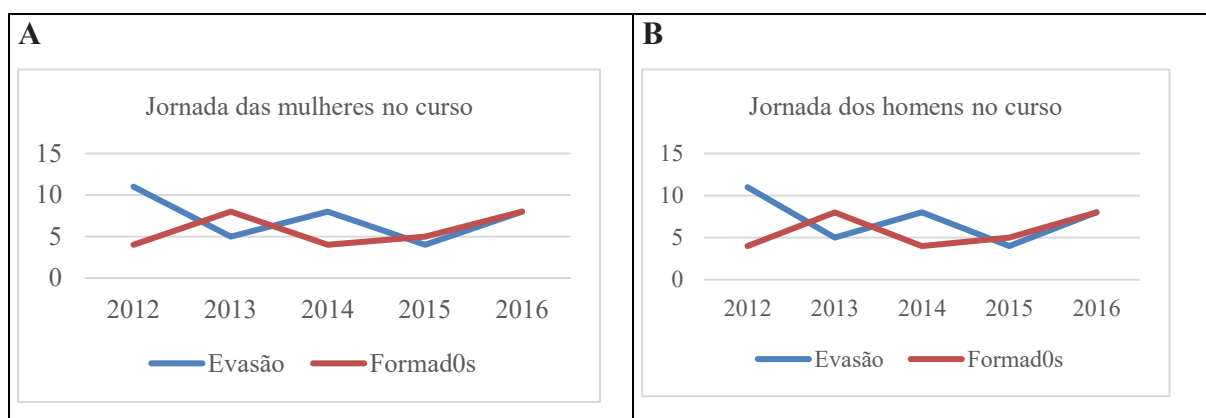 A
Jornada das mulheres no curso
15
10
5
0
2012 2013 2014 2015 2016
Evasão Formad0s
B
Jornada dos homens no curso
15
10
5
0
2012 2013 2014 2015 2016
Evasão Formad0s